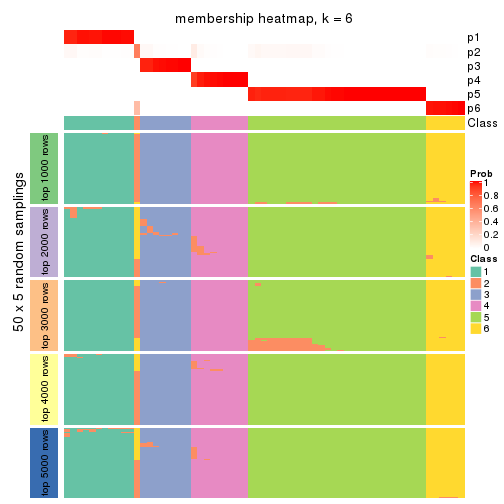 membership heatmap, k = 6
p1
p2
p3
p4
p5
p6
Class
50 x 5 random samplings
top 1000 rows
top 2000 rows
top 3000 rows
top 4000 rows
top 5000 rows
Prob
1
0.8
0.6
0.4
0.2
0
Class
1
2
3
4
5
6